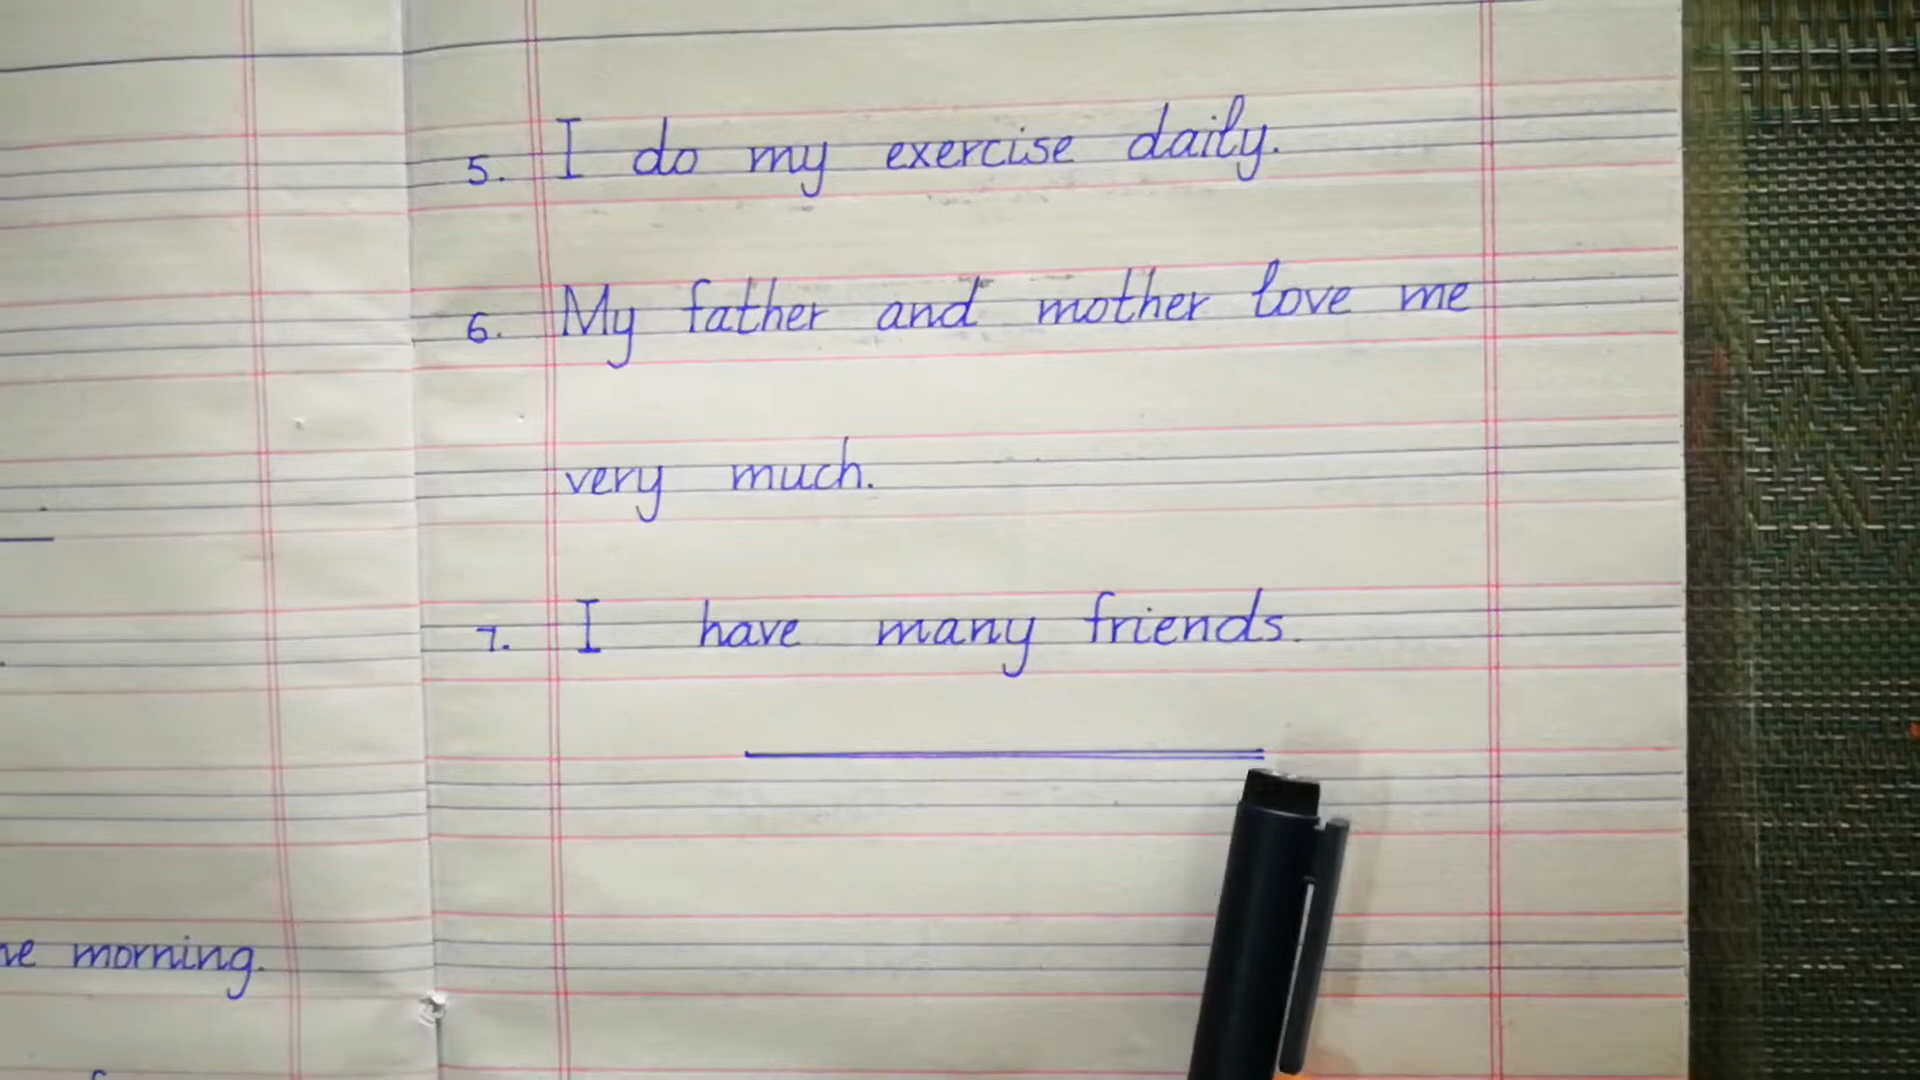 morning.
5. I do my exercise daily.
6. My father and mother love me
very much.
7. I have many friends.